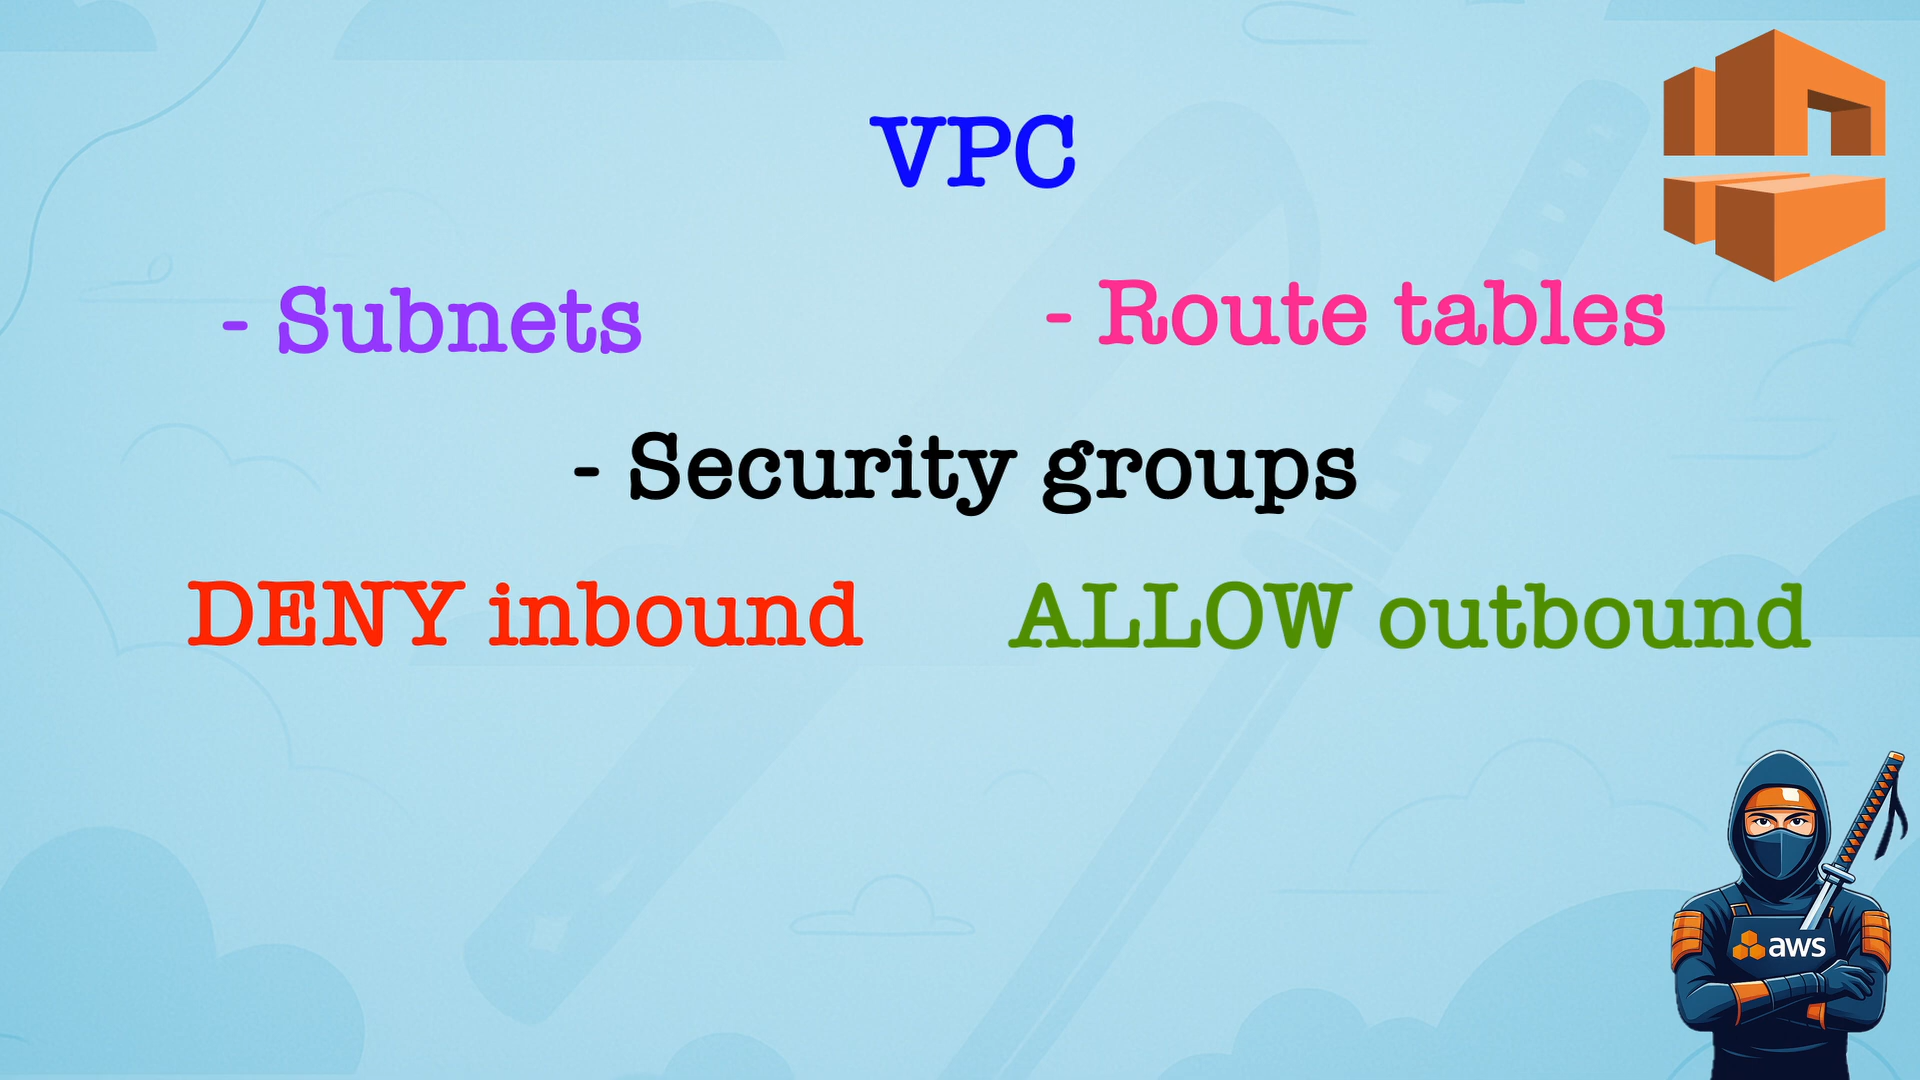 VPC
- Subnets
- Route tables
- Security groups
DENY inbound
ALLOW outbound
aws